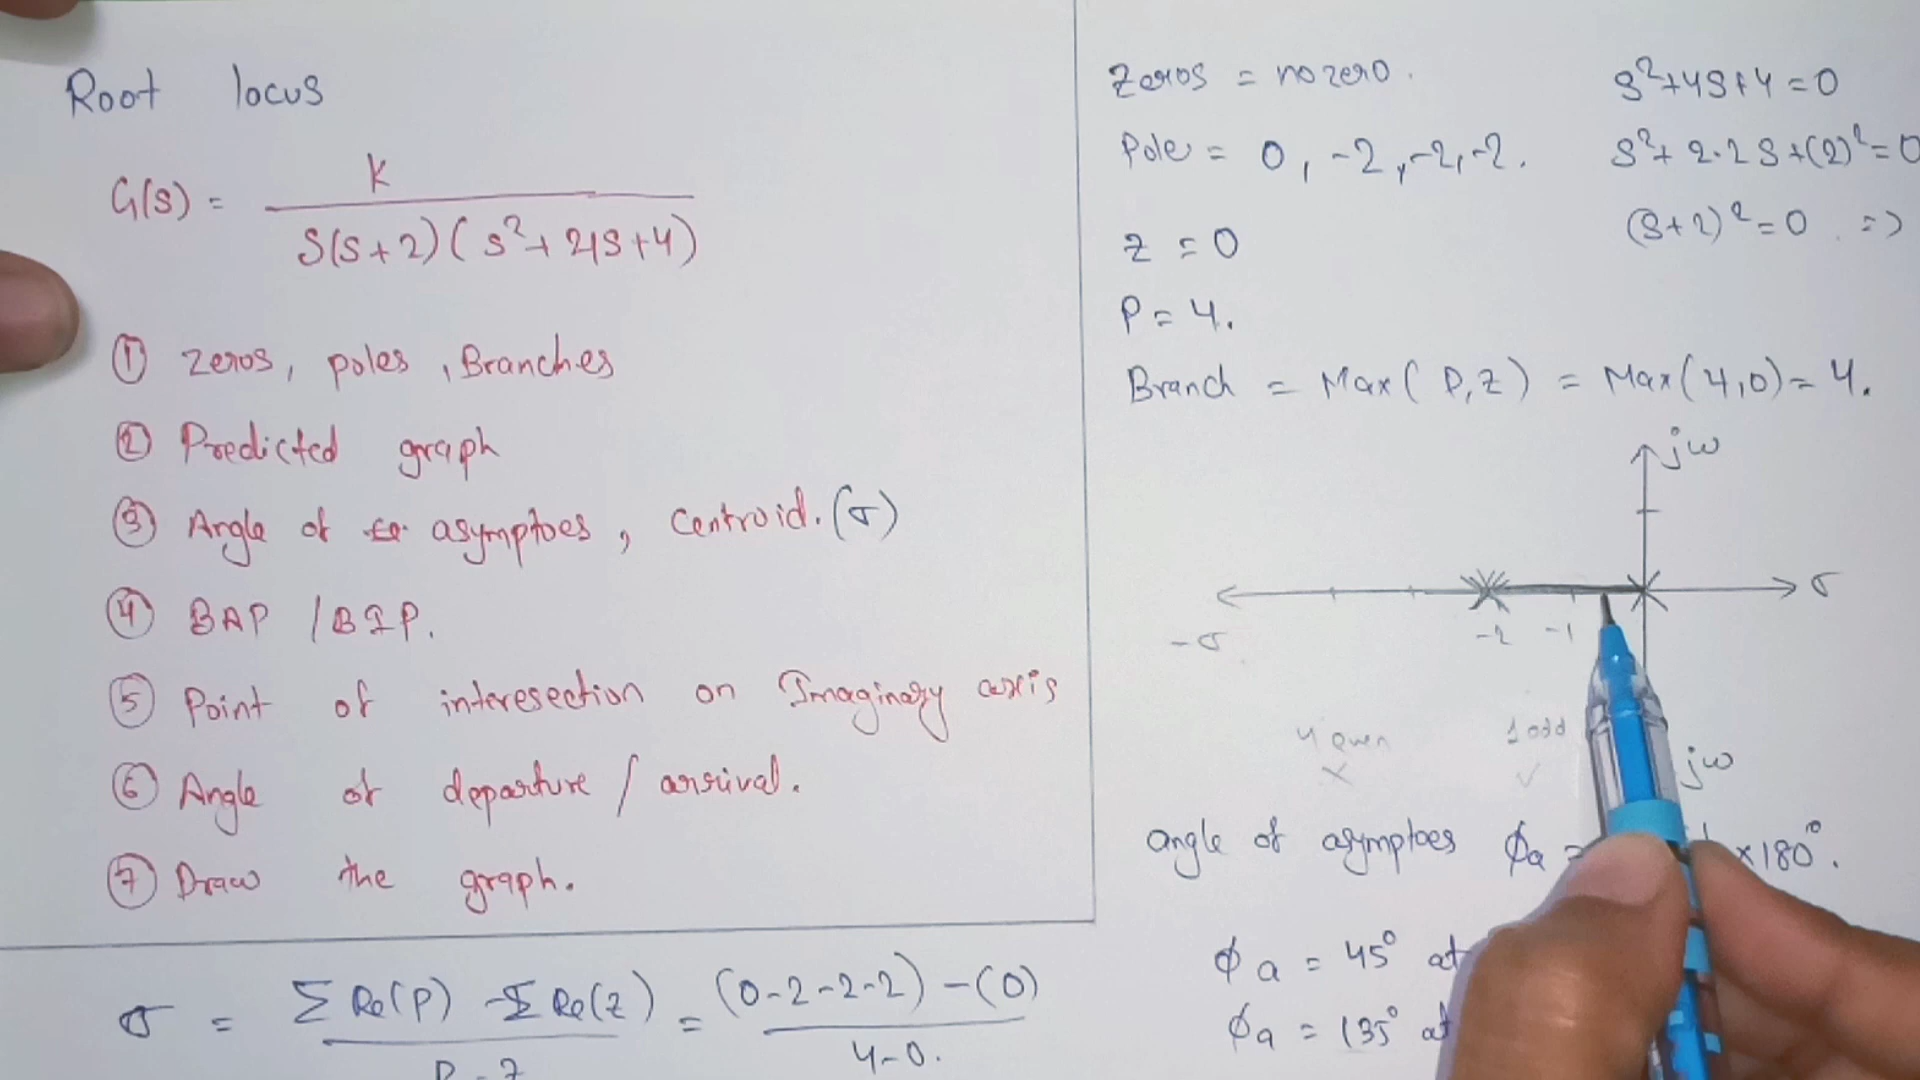 Root locus
G(s) = K
S(S+2)(S²+4S+4)
① Zeros, poles, Branches
② Predicted graph
③ Angle of asymptoes, Centroid.(σ)
④ BAP / BIP.
⑤ Point of interesection on Imaginary axis
⑥ Angle of departure / arrival.
⑦ Draw the graph.
σ = Σ Re(P) - Σ Re(z) = (0-2-2-2) - (0)
P - Z 4-0.
Zeros = no zero.
Pole = 0, -2, -2, -2.
Z = 0
P = 4.
S²+4S+4 = 0
S²+2·2S+(2)² = 0
(S+2)² = 0 =>
Branch = Max(P,Z) = Max(4,0) = 4.
jω
σ
-σ -2 -1
4 even 1 odd
× ✓
jω
angle of asymptoes ϕa = ×180°.
ϕa = 45° at
ϕa = 135° at